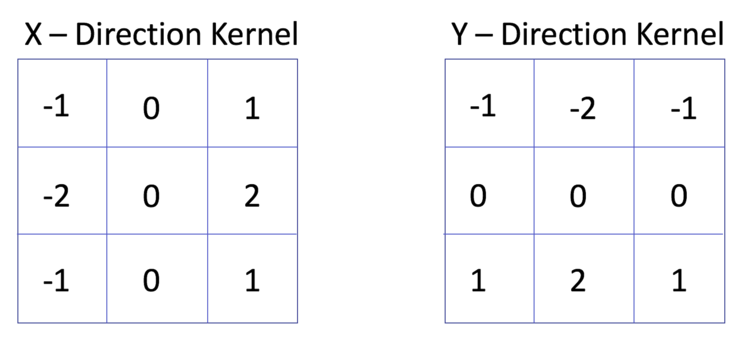 X – Direction Kernel
-1 0 1
-2 0 2
-1 0 1
Y – Direction Kernel
-1 -2 -1
0 0 0
1 2 1